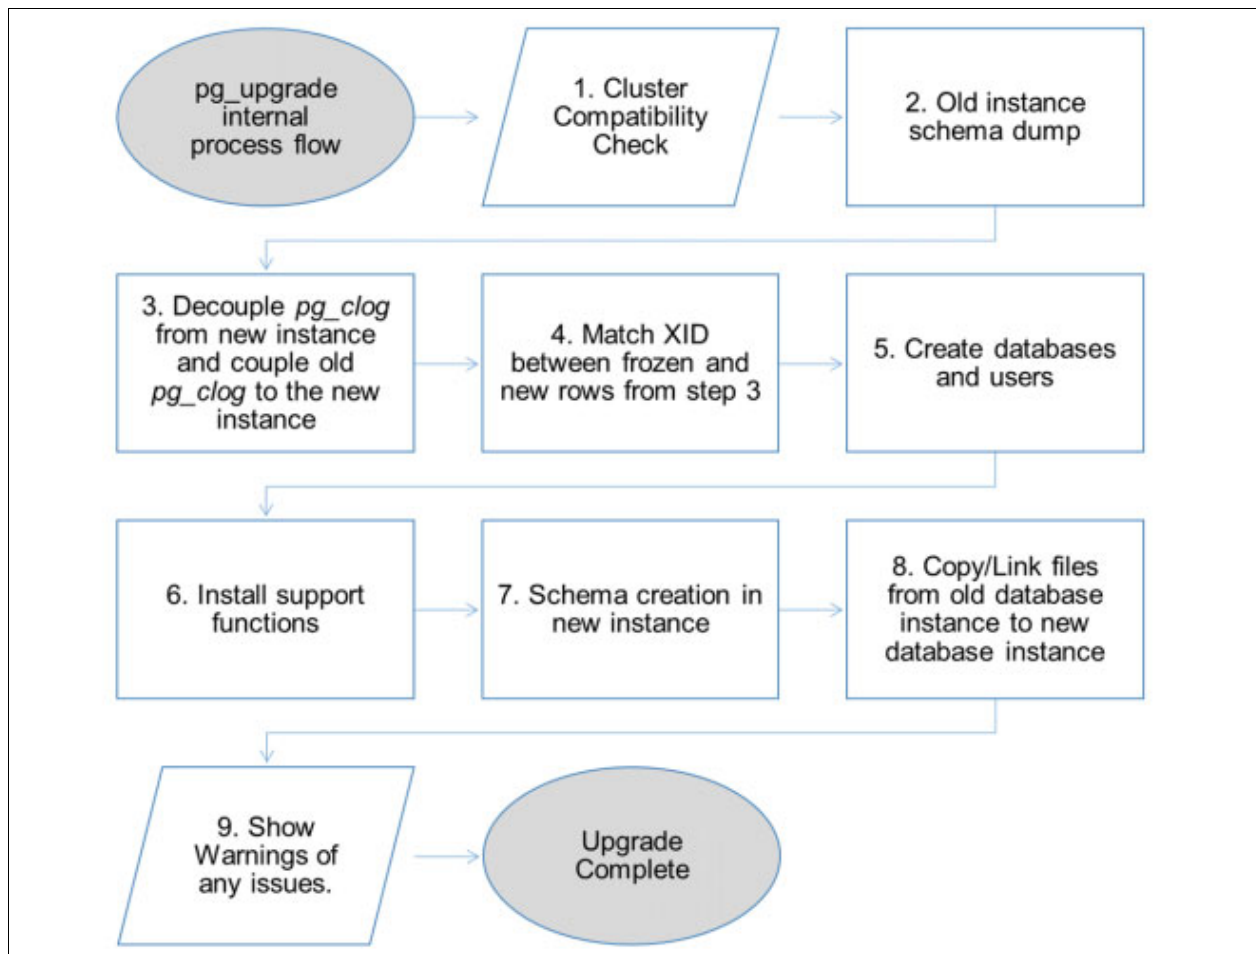 pg_upgrade
internal
process flow
1. Cluster
Compatibility
Check
2. Old instance
schema dump
3. Decouple pg_clog
from new instance
and couple old
pg_clog to the new
instance
4. Match XID
between frozen and
new rows from step 3
5. Create databases
and users
6. Install support
functions
7. Schema creation in
new instance
8. Copy/Link files
from old database
instance to new
database instance
9. Show
Warnings of
any issues.
Upgrade
Complete